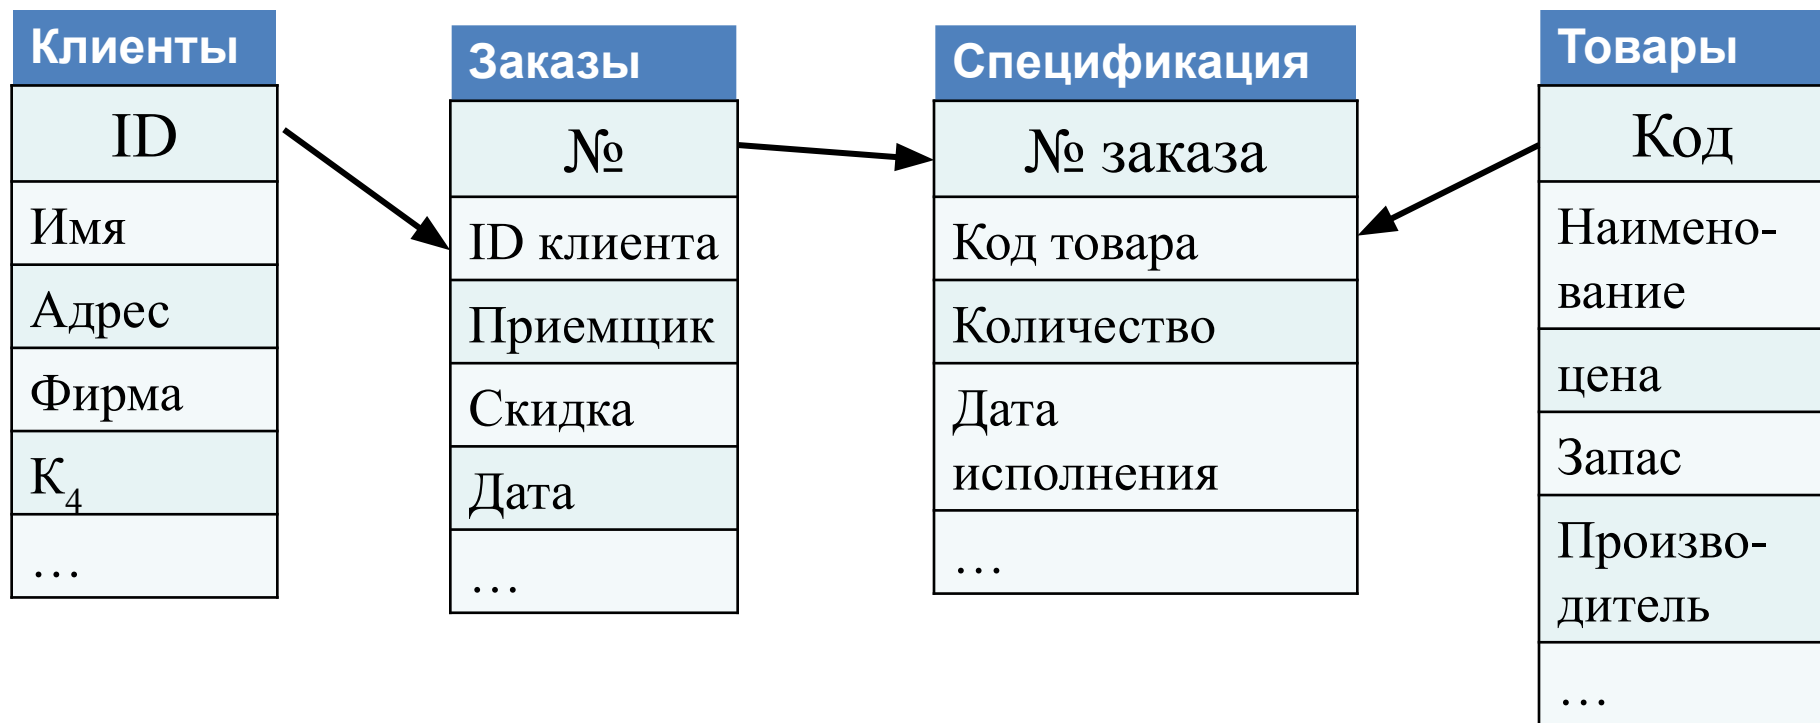 Клиенты
ID
Имя
Адрес
Фирма
К₄
…
Заказы
№
ID клиента
Приемщик
Скидка
Дата
…
Спецификация
№ заказа
Код товара
Количество
Дата
исполнения
…
Товары
Код
Наимено-
вание
цена
Запас
Произво-
дитель
…